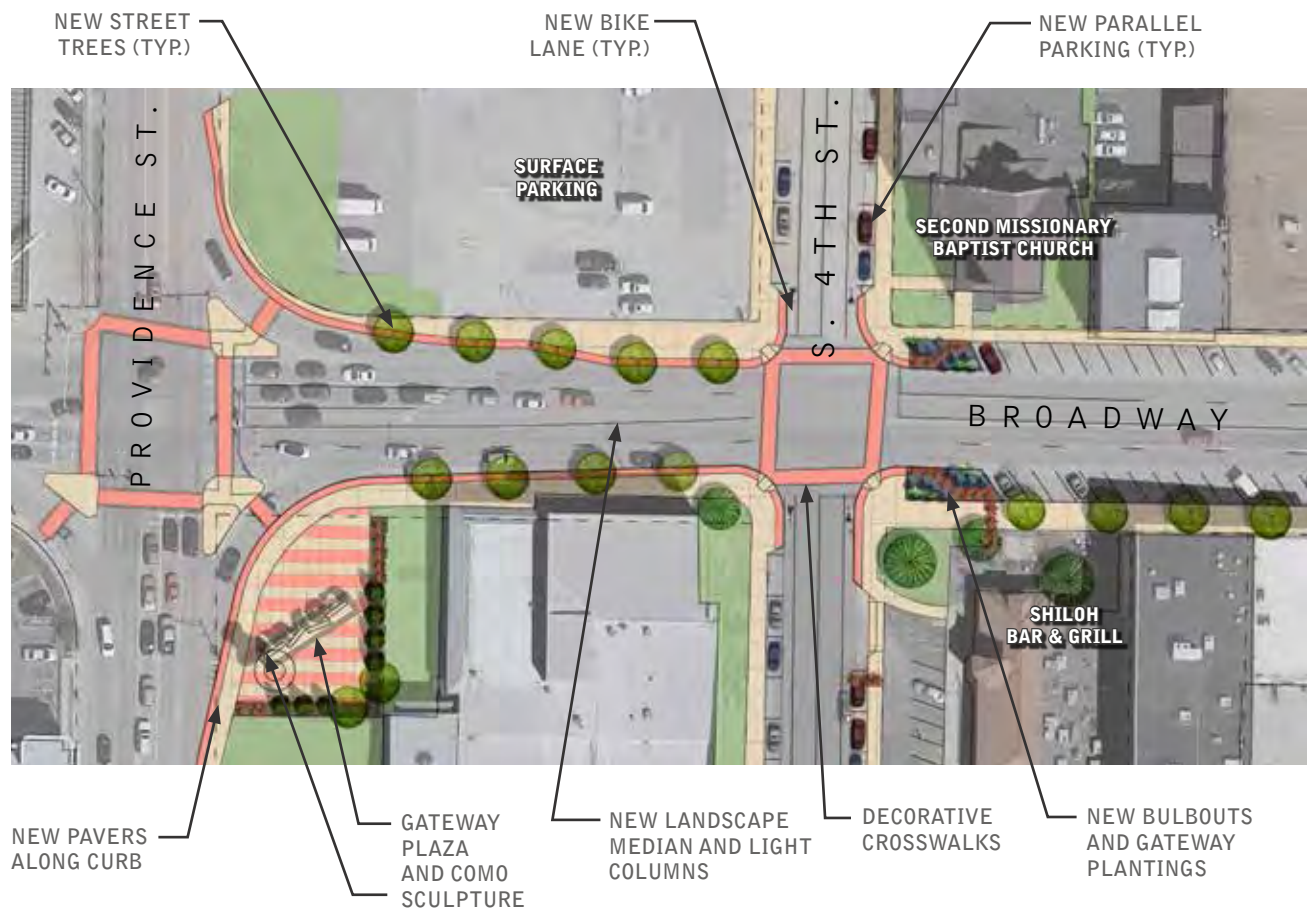 NEW STREET
TREES (TYP.)
NEW BIKE
LANE (TYP.)
NEW PARALLEL
PARKING (TYP.)
PROVIDENCE ST.
SURFACE
PARKING
S. 4TH ST.
SECOND MISSIONARY
BAPTIST CHURCH
BROADWAY
SHILOH
BAR & GRILL
NEW PAVERS
ALONG CURB
GATEWAY
PLAZA
AND COMO
SCULPTURE
NEW LANDSCAPE
MEDIAN AND LIGHT
COLUMNS
DECORATIVE
CROSSWALKS
NEW BULBOUTS
AND GATEWAY
PLANTINGS